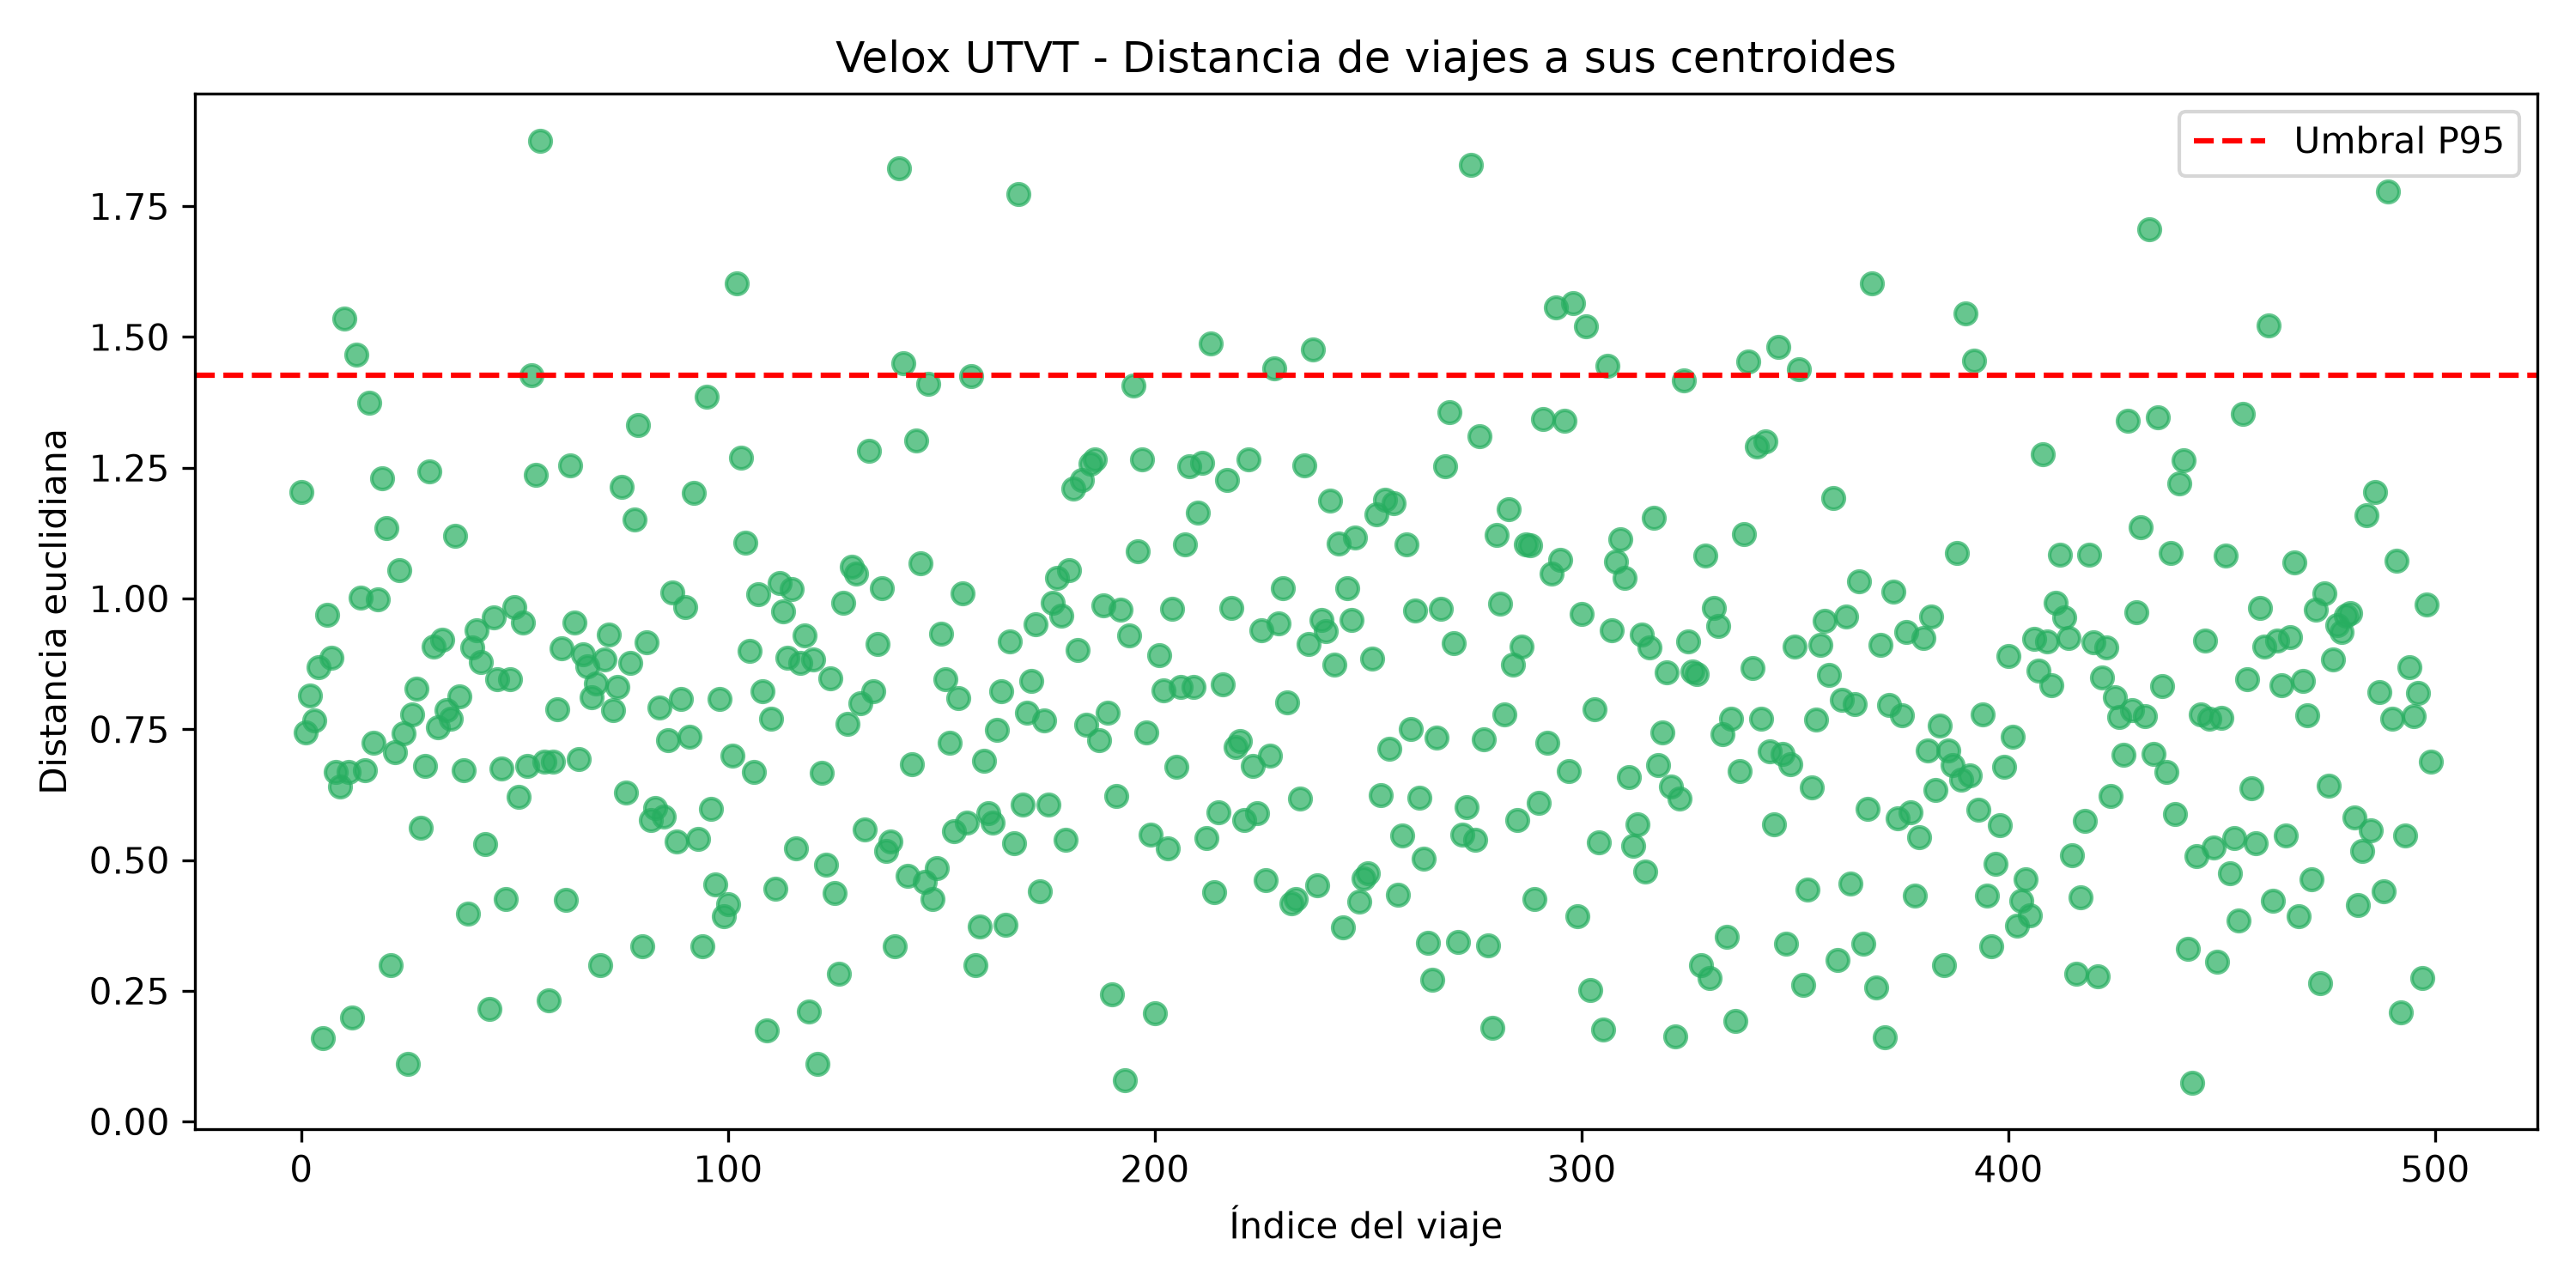 Velox UTVT - Distancia de viajes a sus centroides
Umbral P95
Distancia euclidiana
1.75
1.50
1.25
1.00
0.75
0.50
0.25
0.00
0 100 200 300 400 500
Índice del viaje